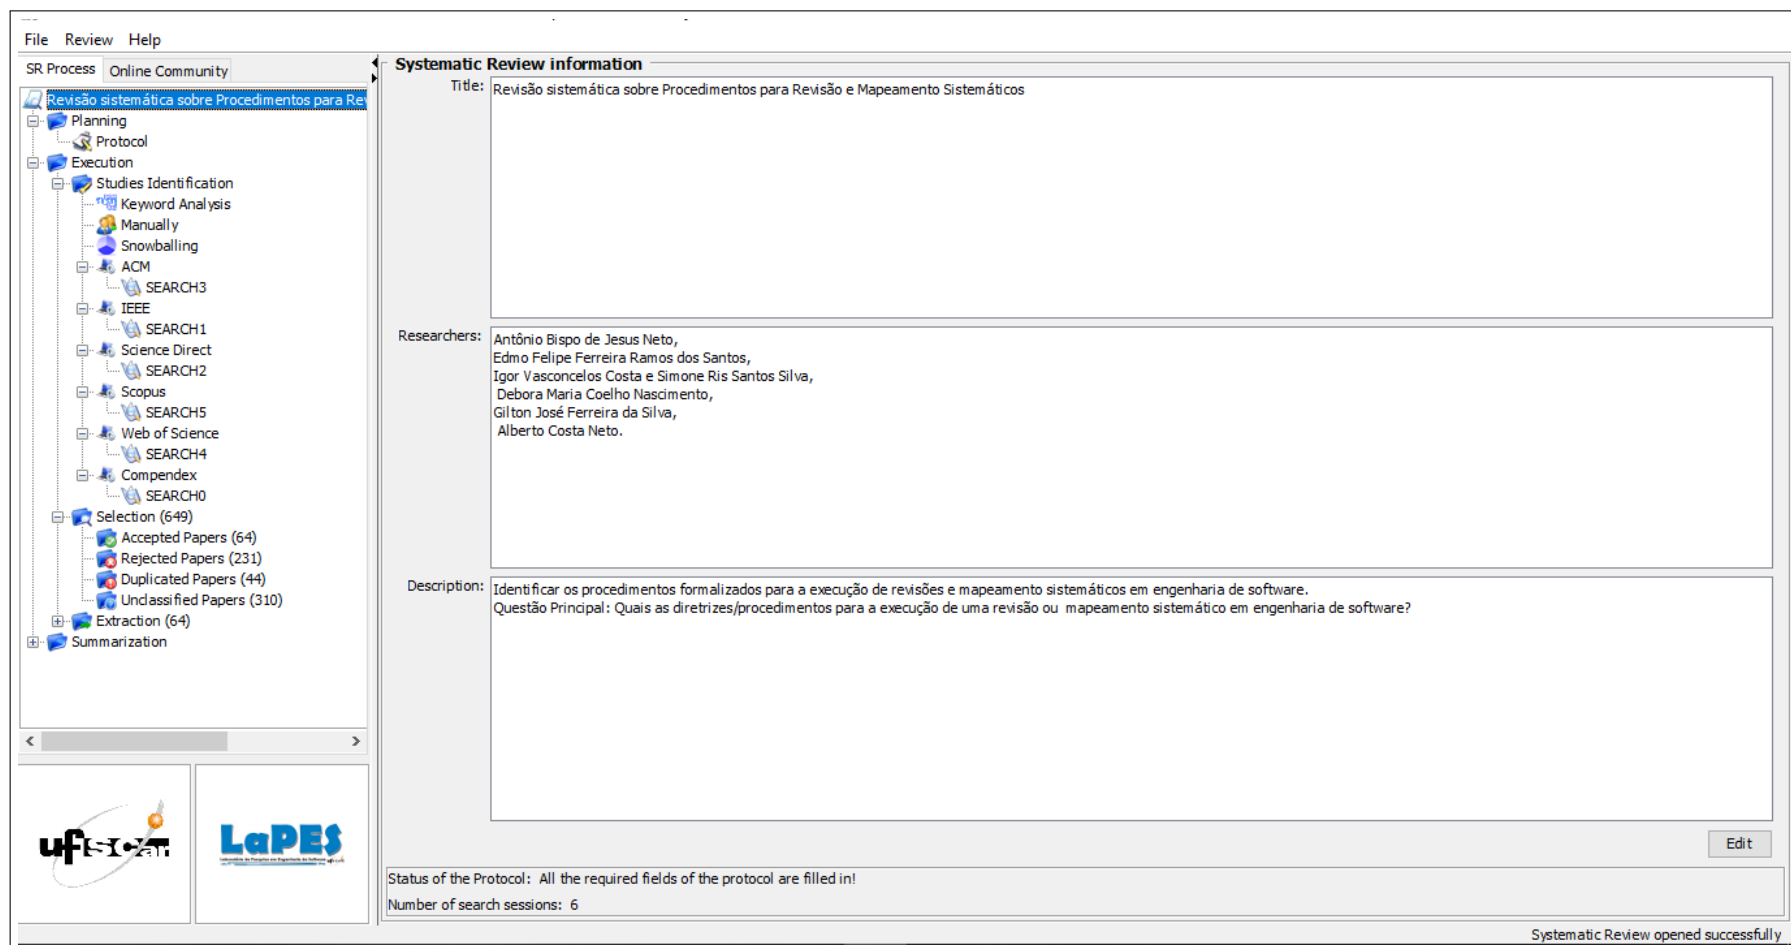 File Review Help
SR Process Online Community
Revisão sistemática sobre Procedimentos para Rev
Planning
Protocol
Execution
Studies Identification
Keyword Analysis
Manually
Snowballing
ACM
SEARCH3
IEEE
SEARCH1
Science Direct
SEARCH2
Scopus
SEARCH5
Web of Science
SEARCH4
Compendex
SEARCH0
Selection (649)
Accepted Papers (64)
Rejected Papers (231)
Duplicated Papers (44)
Unclassified Papers (310)
Extraction (64)
Summarization
ufscar
LaPES
Laboratório de Pesquisa em Engenharia de Software
Systematic Review information
Title: Revisão sistemática sobre Procedimentos para Revisão e Mapeamento Sistemáticos
Researchers: Antônio Bispo de Jesus Neto,
Edmo Felipe Ferreira Ramos dos Santos,
Igor Vasconcelos Costa e Simone Ris Santos Silva,
Debora Maria Coelho Nascimento,
Gilton José Ferreira da Silva,
Alberto Costa Neto.
Description: Identificar os procedimentos formalizados para a execução de revisões e mapeamento sistemáticos em engenharia de software.
Questão Principal: Quais as diretrizes/procedimentos para a execução de uma revisão ou mapeamento sistemático em engenharia de software?
Edit
Status of the Protocol: All the required fields of the protocol are filled in!
Number of search sessions: 6
Systematic Review opened successfully